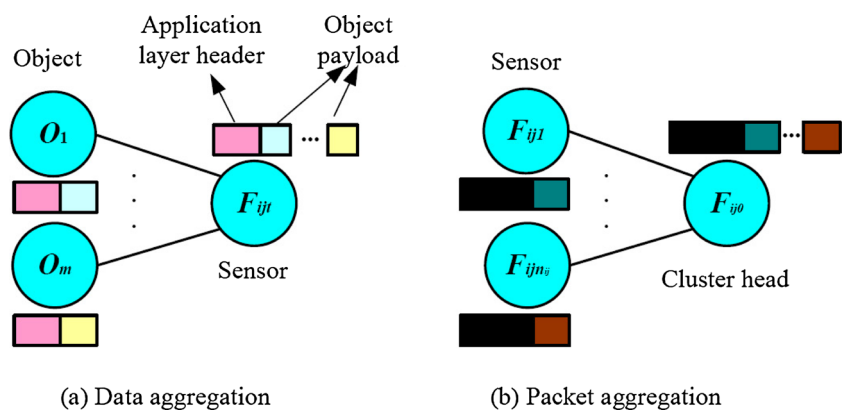 Application
layer header
Object
payload
Object
O1
...
Fijt
Om
Sensor
(a) Data aggregation
Sensor
Fij1
...
Fij0
Fijnij
Cluster head
(b) Packet aggregation